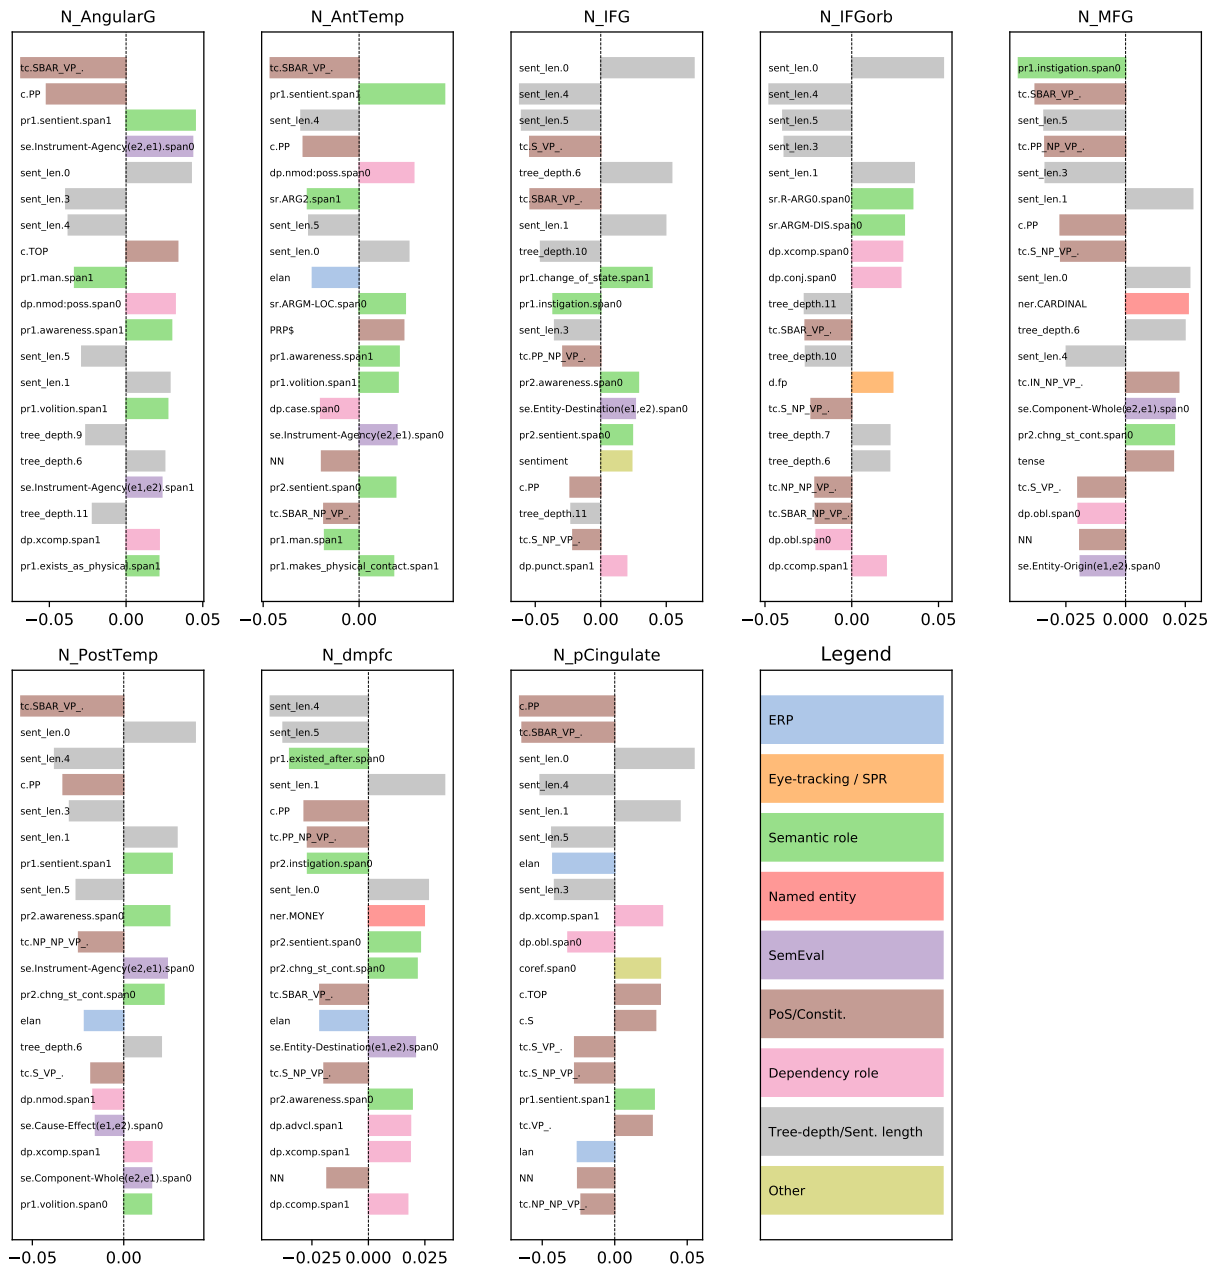 N_AngularG
tc.SBAR_VP_.
c.PP
pr1.sentient.span1
se.Instrument-Agency(e2,e1).span0
sent_len.0
sent_len.3
sent_len.4
c.TOP
pr1.man.span1
dp.nmod:poss.span0
pr1.awareness.span1
sent_len.5
sent_len.1
pr1.volition.span1
tree_depth.9
tree_depth.6
se.Instrument-Agency(e1,e2).span1
tree_depth.11
dp.xcomp.span1
pr1.exists_as_physical.span1
−0.05 0.00 0.05
N_AntTemp
tc.SBAR_VP_.
pr1.sentient.span1
sent_len.4
c.PP
dp.nmod:poss.span0
sr.ARG2.span1
sent_len.5
sent_len.0
elan
sr.ARGM-LOC.span0
PRP$
pr1.awareness.span1
pr1.volition.span1
dp.case.span0
se.Instrument-Agency(e2,e1).span0
NN
pr2.sentient.span0
tc.SBAR_NP_VP_.
pr1.man.span1
pr1.makes_physical_contact.span1
−0.05 0.00
N_IFG
sent_len.0
sent_len.4
sent_len.5
tc.S_VP_.
tree_depth.6
tc.SBAR_VP_.
sent_len.1
tree_depth.10
pr1.change_of_state.span1
pr1.instigation.span0
sent_len.3
tc.PP_NP_VP_.
pr2.awareness.span0
se.Entity-Destination(e1,e2).span0
pr2.sentient.span0
sentiment
c.PP
tree_depth.11
tc.S_NP_VP_.
dp.punct.span1
−0.05 0.00 0.05
N_IFGorb
sent_len.0
sent_len.4
sent_len.5
sent_len.3
sent_len.1
sr.R-ARG0.span0
sr.ARGM-DIS.span0
dp.xcomp.span0
dp.conj.span0
tree_depth.11
tc.SBAR_VP_.
tree_depth.10
d.fp
tc.S_NP_VP_.
tree_depth.7
tree_depth.6
tc.NP_NP_VP_.
tc.SBAR_NP_VP_.
dp.obl.span0
dp.ccomp.span1
−0.05 0.00 0.05
N_MFG
pr1.instigation.span0
tc.SBAR_VP_.
sent_len.5
tc.PP_NP_VP_.
sent_len.3
sent_len.1
c.PP
tc.S_NP_VP_.
sent_len.0
ner.CARDINAL
tree_depth.6
sent_len.4
tc.IN_NP_VP_.
se.Component-Whole(e2,e1).span0
pr2.chng_st_cont.span0
tense
tc.S_VP_.
dp.obl.span0
NN
se.Entity-Origin(e1,e2).span0
−0.025 0.000 0.025
N_PostTemp
tc.SBAR_VP_.
sent_len.0
sent_len.4
c.PP
sent_len.3
sent_len.1
pr1.sentient.span1
sent_len.5
pr2.awareness.span0
tc.NP_NP_VP_.
se.Instrument-Agency(e2,e1).span0
pr2.chng_st_cont.span0
elan
tree_depth.6
tc.S_VP_.
dp.nmod.span1
se.Cause-Effect(e1,e2).span0
dp.xcomp.span1
se.Component-Whole(e2,e1).span0
pr1.volition.span0
−0.05 0.00
N_dmpfc
sent_len.4
sent_len.5
pr1.existed_after.span0
sent_len.1
c.PP
tc.PP_NP_VP_.
pr2.instigation.span0
sent_len.0
ner.MONEY
pr2.sentient.span0
pr2.chng_st_cont.span0
tc.SBAR_VP_.
elan
se.Entity-Destination(e1,e2).span0
tc.S_NP_VP_.
pr2.awareness.span0
dp.advcl.span1
dp.xcomp.span1
NN
dp.ccomp.span1
−0.025 0.000 0.025
N_pCingulate
c.PP
tc.SBAR_VP_.
sent_len.0
sent_len.4
sent_len.1
sent_len.5
elan
sent_len.3
dp.xcomp.span1
dp.obl.span0
coref.span0
c.TOP
c.S
tc.S_VP_.
tc.S_NP_VP_.
pr1.sentient.span1
tc.VP_.
lan
NN
tc.NP_NP_VP_.
−0.05 0.00 0.05
Legend
ERP
Eye-tracking / SPR
Semantic role
Named entity
SemEval
PoS/Constit.
Dependency role
Tree-depth/Sent. length
Other